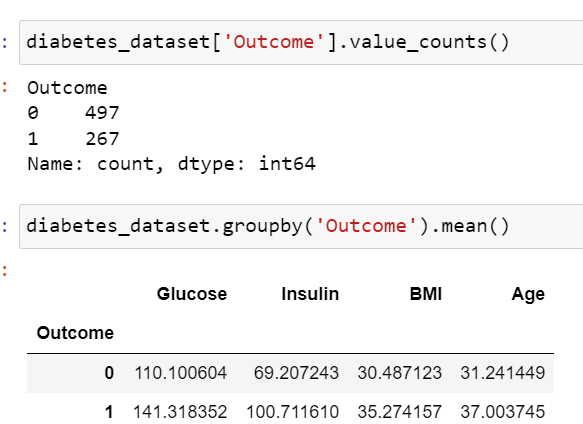 : diabetes_dataset['Outcome'].value_counts()
: Outcome
0    497
1    267
Name: count, dtype: int64
: diabetes_dataset.groupby('Outcome').mean()
:
Glucose Insulin BMI Age
Outcome
0 110.100604 69.207243 30.487123 31.241449
1 141.318352 100.711610 35.274157 37.003745